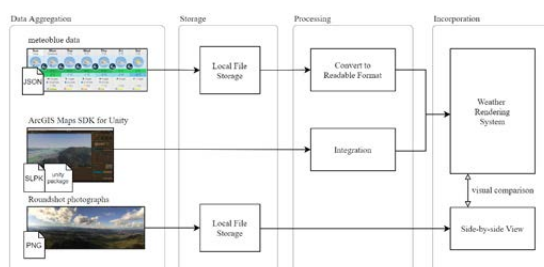 Data Aggregation
Storage
Processing
Incorporation
meteoblue data
JSON
Local File
Storage
Convert to
Readable Format
Weather
Rendering
System
ArcGIS Maps SDK for Unity
SLPK
unity
package
Integration
visual comparison
Roundshot photographs
PNG
Local File
Storage
Side-by-side View